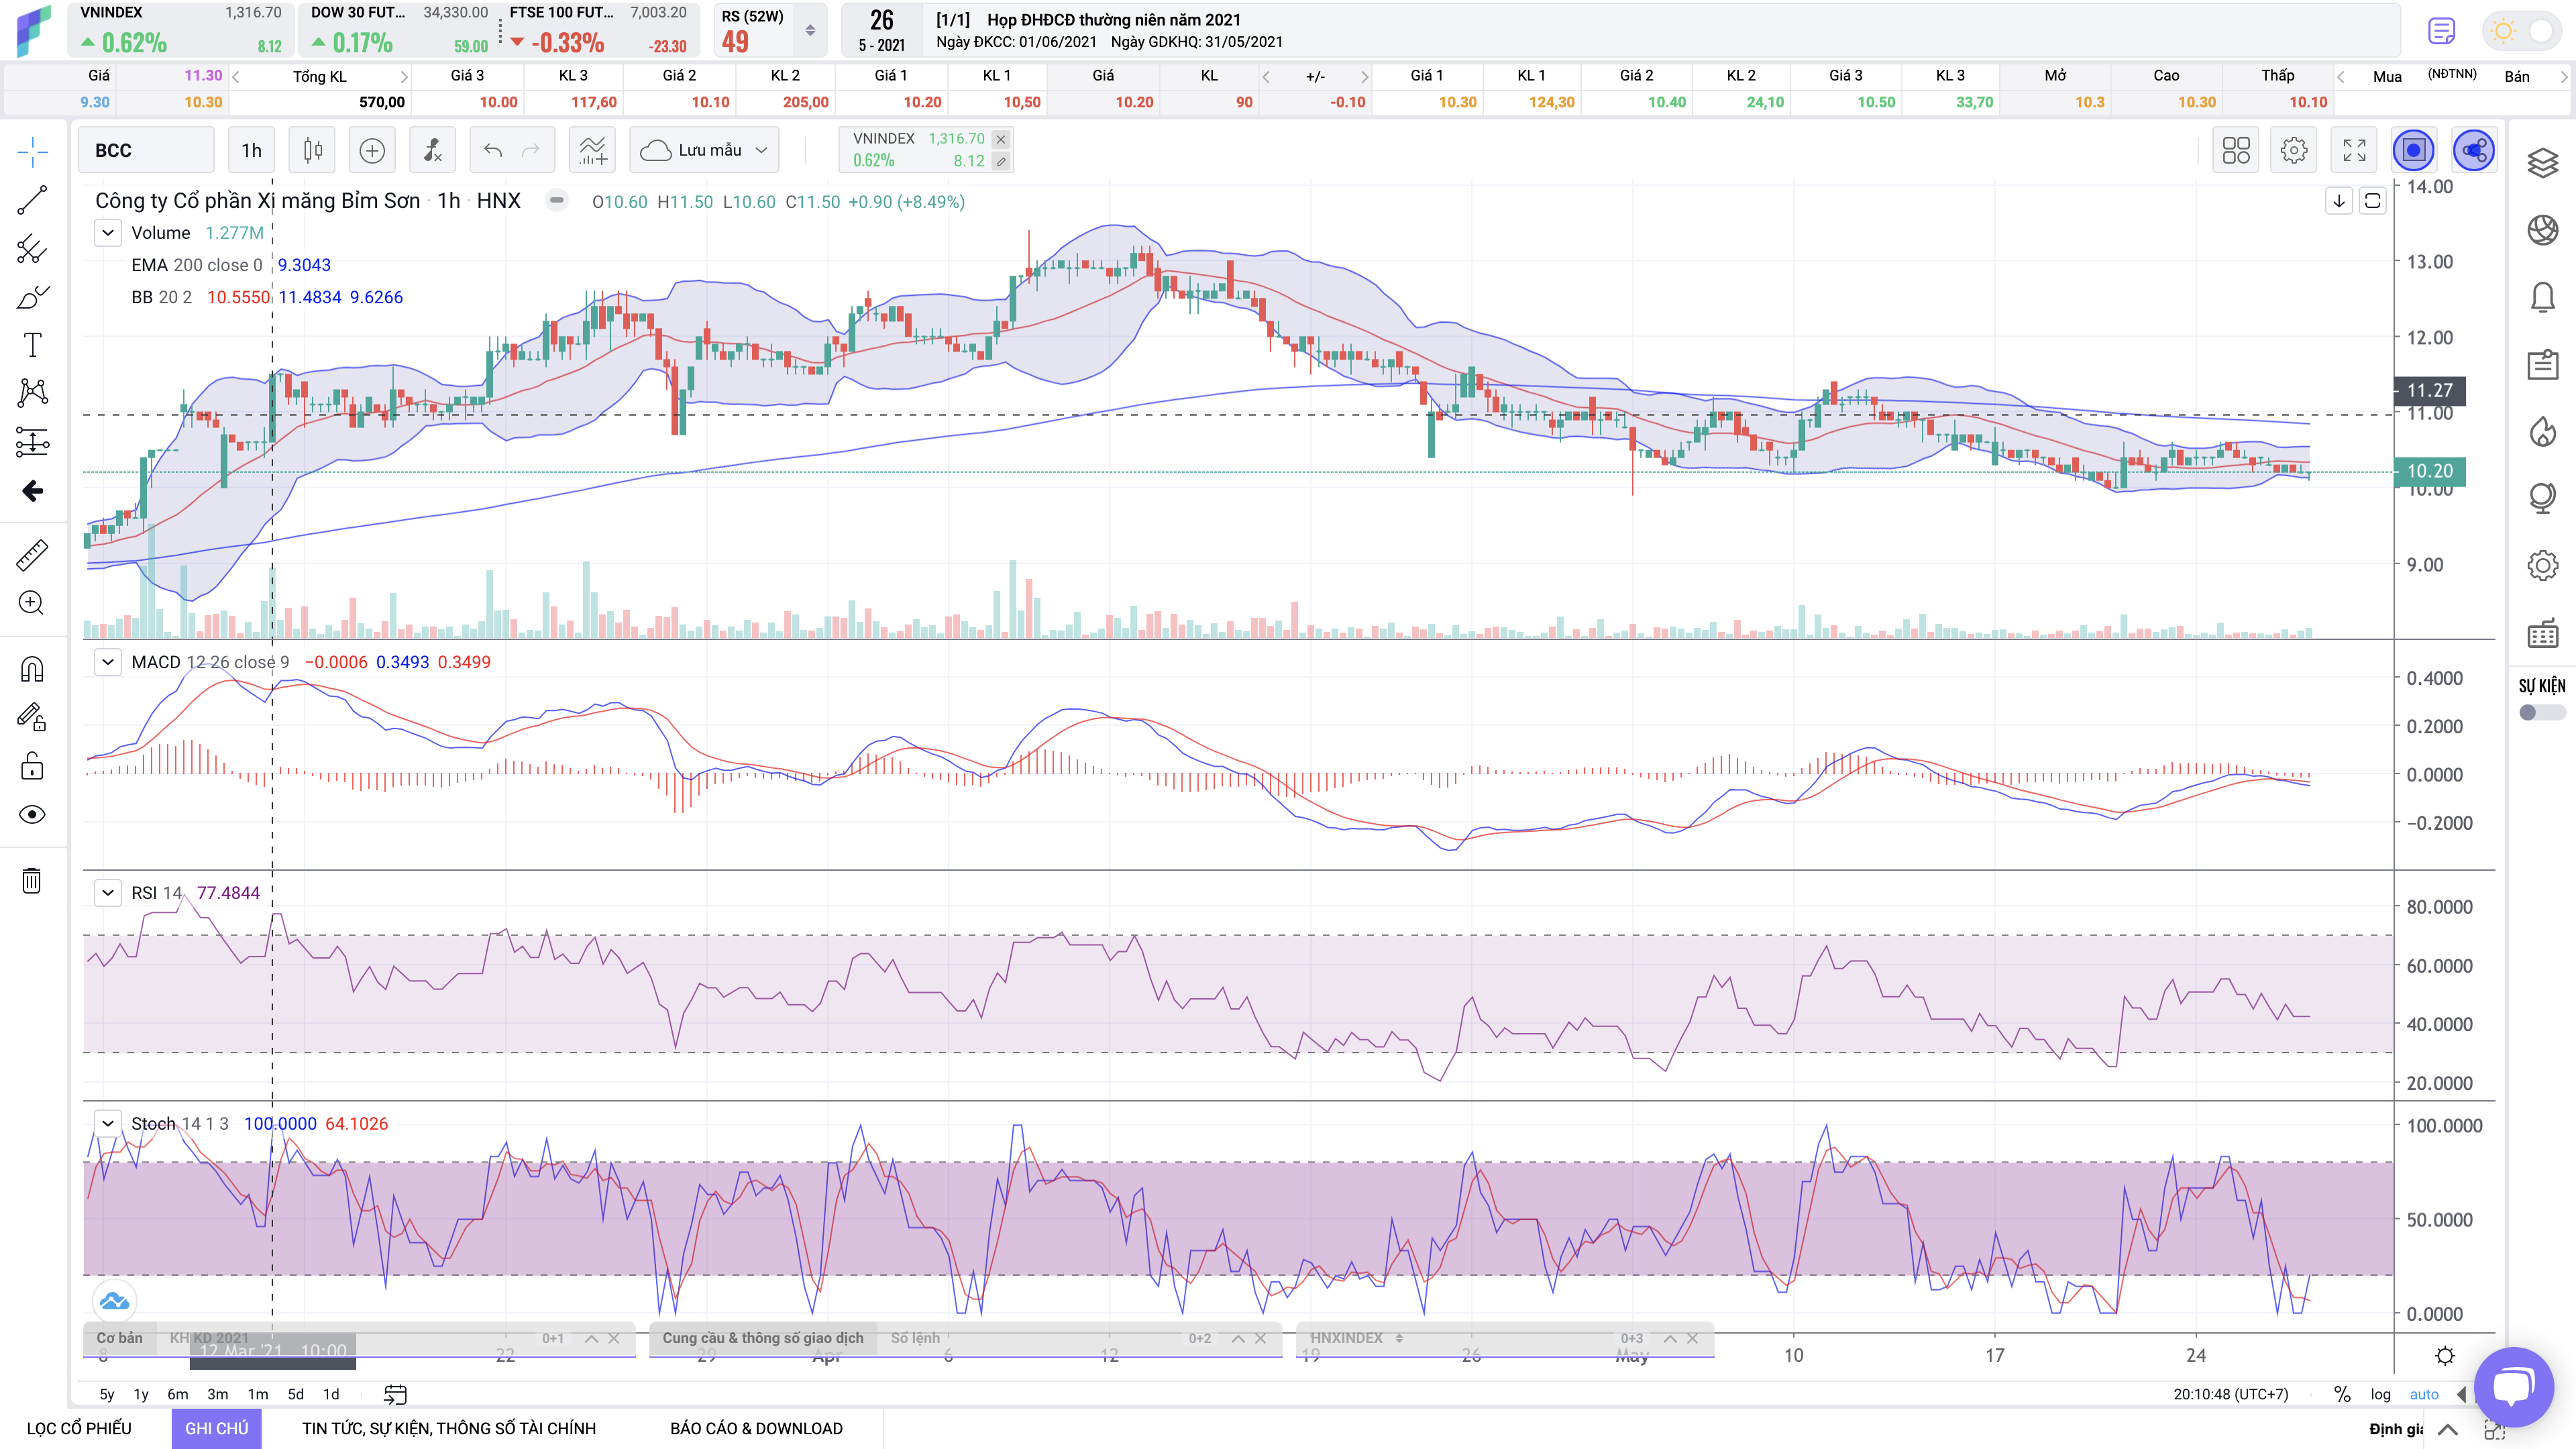 VNINDEX 1,316.70
0.62% 8.12
DOW 30 FUT... 34,330.00
0.17% 59.00
FTSE 100 FUT... 7,003.20
-0.33% -23.30
RS (52W)
49
26
5 - 2021
[1/1] Họp ĐHĐCĐ thường niên năm 2021
Ngày ĐKCC: 01/06/2021 Ngày GDKHQ: 31/05/2021
Giá 11.30 Tổng KL Giá 3 KL 3 Giá 2 KL 2 Giá 1 KL 1 Giá KL +/- Giá 1 KL 1 Giá 2 KL 2 Giá 3 KL 3 Mở Cao Thấp Mua (NĐTNN) Bán
9.30 10.30 570,00 10.00 117,60 10.10 205,00 10.20 10,50 10.20 90 -0.10 10.30 124,30 10.40 24,10 10.50 33,70 10.3 10.30 10.10
BCC 1h Lưu mẫu
VNINDEX 1,316.70
0.62% 8.12
Công ty Cổ phần Xi măng Bỉm Sơn · 1h · HNX O10.60 H11.50 L10.60 C11.50 +0.90 (+8.49%)
Volume 1.277M
EMA 200 close 0 9.3043
BB 20 2 10.5550 11.4834 9.6266
14.00
13.00
12.00
11.27
11.00
10.20
10.00
9.00
MACD 12 26 close 9 −0.0006 0.3493 0.3499
0.4000
0.2000
0.0000
−0.2000
SỰ KIỆN
RSI 14 77.4844
80.0000
60.0000
40.0000
20.0000
Stoch 14 1 3 100.0000 64.1026
100.0000
50.0000
0.0000
Cơ bản KH KD 2021 0+1
Cung cầu & thông số giao dịch Sổ lệnh 0+2
HNXINDEX 0+3
8 12 Mar '21 10:00 22 29 Apr 6 12 19 26 May 10 17 24
5y 1y 6m 3m 1m 5d 1d
20:10:48 (UTC+7) % log auto
LỌC CỔ PHIẾU GHI CHÚ TIN TỨC, SỰ KIỆN, THÔNG SỐ TÀI CHÍNH BÁO CÁO & DOWNLOAD
Định giá